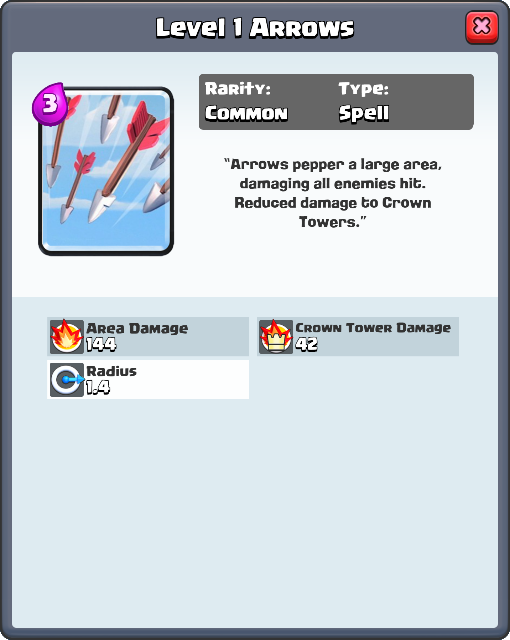 Level 1 Arrows
3
Rarity: Type:
Common Spell
"Arrows pepper a large area,
damaging all enemies hit.
Reduced damage to Crown
Towers."
Area Damage
144
Crown Tower Damage
42
Radius
1.4